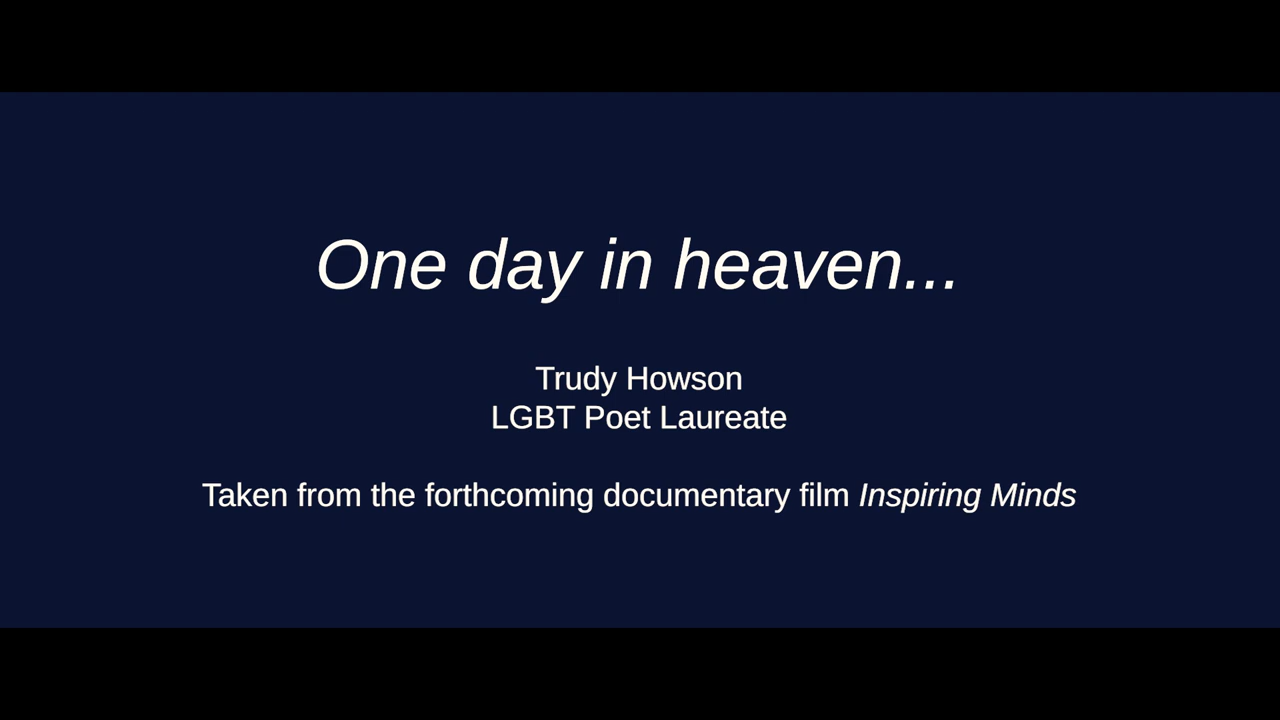 One day in heaven...
Trudy Howson
LGBT Poet Laureate
Taken from the forthcoming documentary film Inspiring Minds